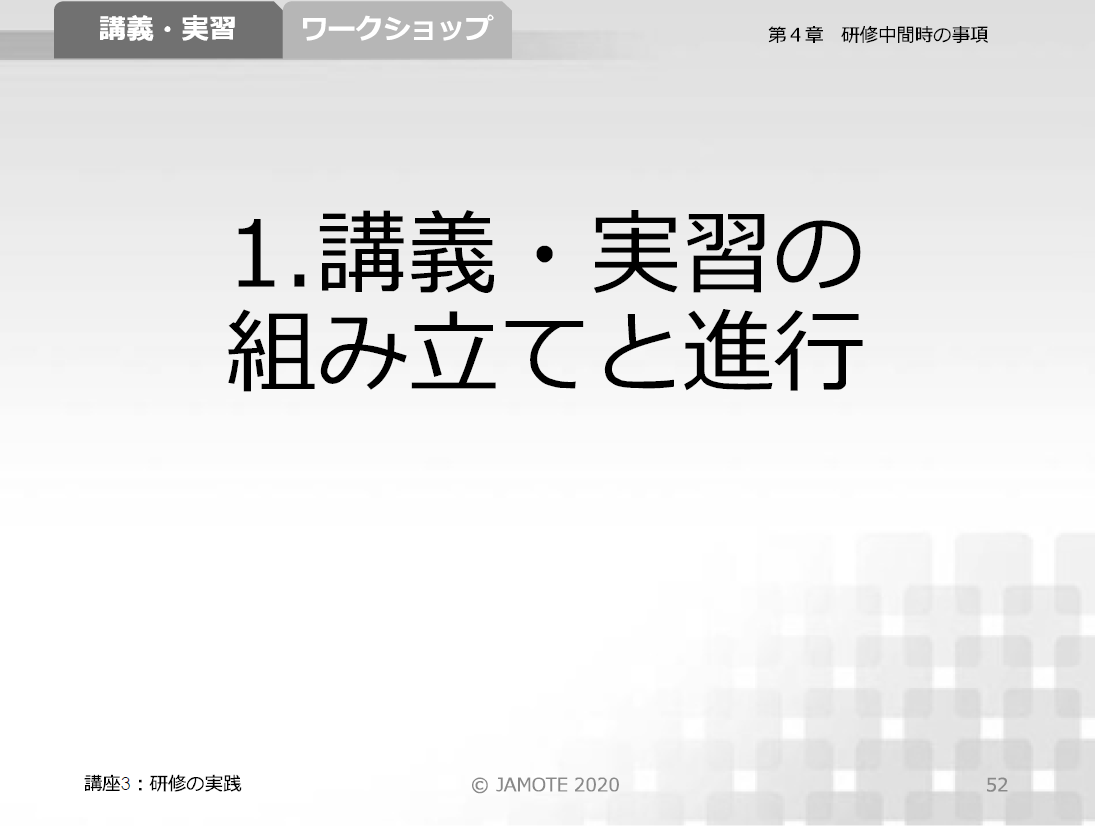 講義・実習
ワークショップ
第４章　研修中間時の事項
1.講義・実習の
組み立てと進行
講座3：研修の実践
© JAMOTE 2020
52